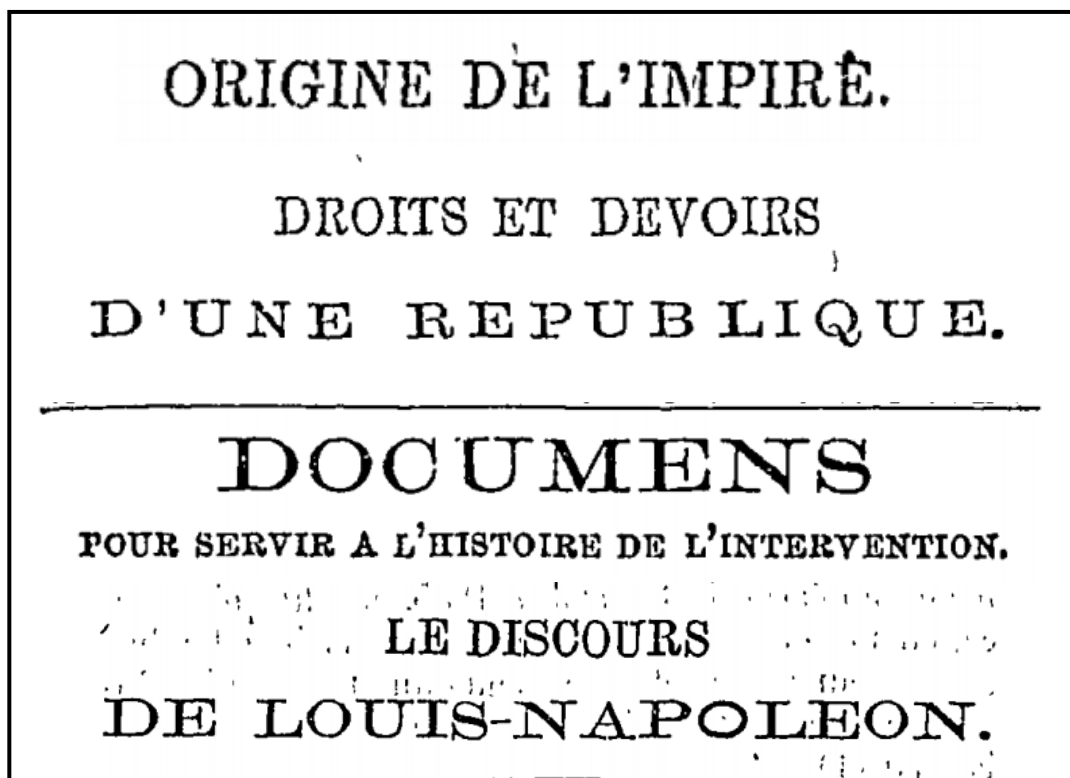 ORIGINE DE L'IMPIRE.
DROITS ET DEVOIRS
D'UNE REPUBLIQUE.
DOCUMENS
POUR SERVIR A L'HISTOIRE DE L'INTERVENTION.
LE DISCOURS
DE LOUIS-NAPOLEON.